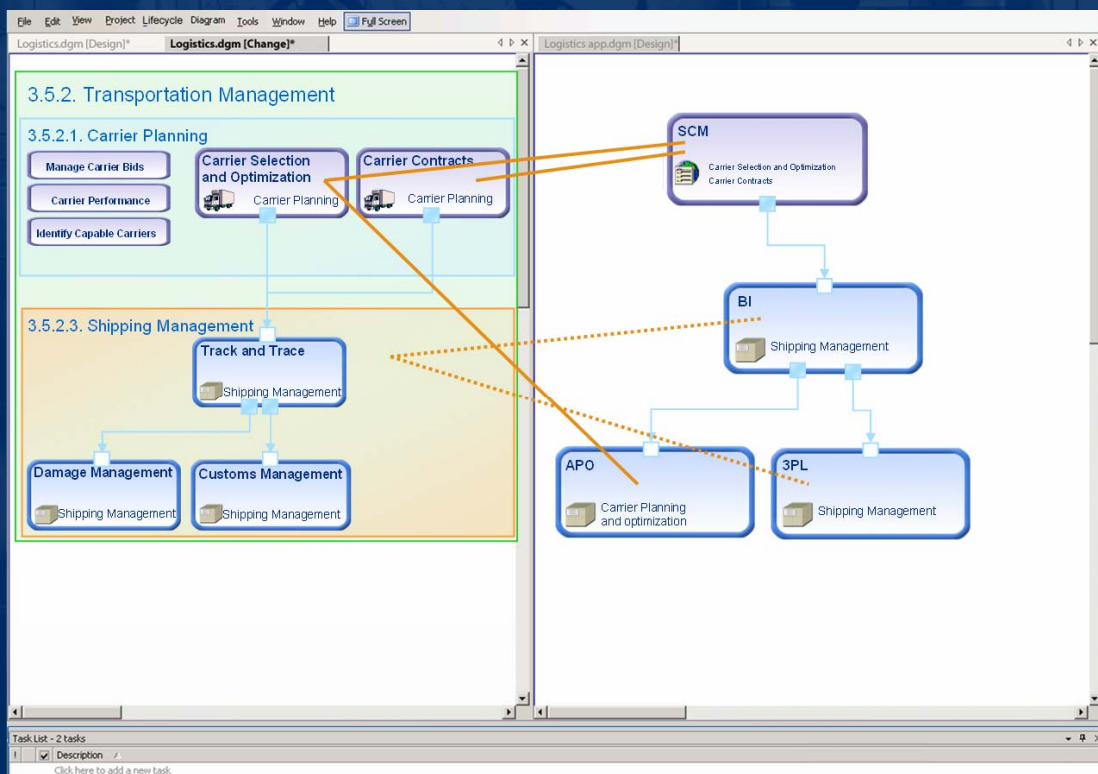 File Edit View Project Lifecycle Diagram Tools Window Help Full Screen
Logistics.dgm [Design]* Logistics.dgm [Change]*
Logistics app.dgm [Design]*
3.5.2. Transportation Management
3.5.2.1. Carrier Planning
Manage Carrier Bids
Carrier Performance
Identify Capable Carriers
Carrier Selection
and Optimization
Carrier Planning
Carrier Contracts
Carrier Planning
3.5.2.3. Shipping Management
Track and Trace
Shipping Management
Damage Management
Shipping Management
Customs Management
Shipping Management
SCM
Carrier Selection and Optimization
Carrier Contracts
BI
Shipping Management
APO
Carrier Planning
and optimization
3PL
Shipping Management
Task List - 2 tasks
! Description
Click here to add a new task